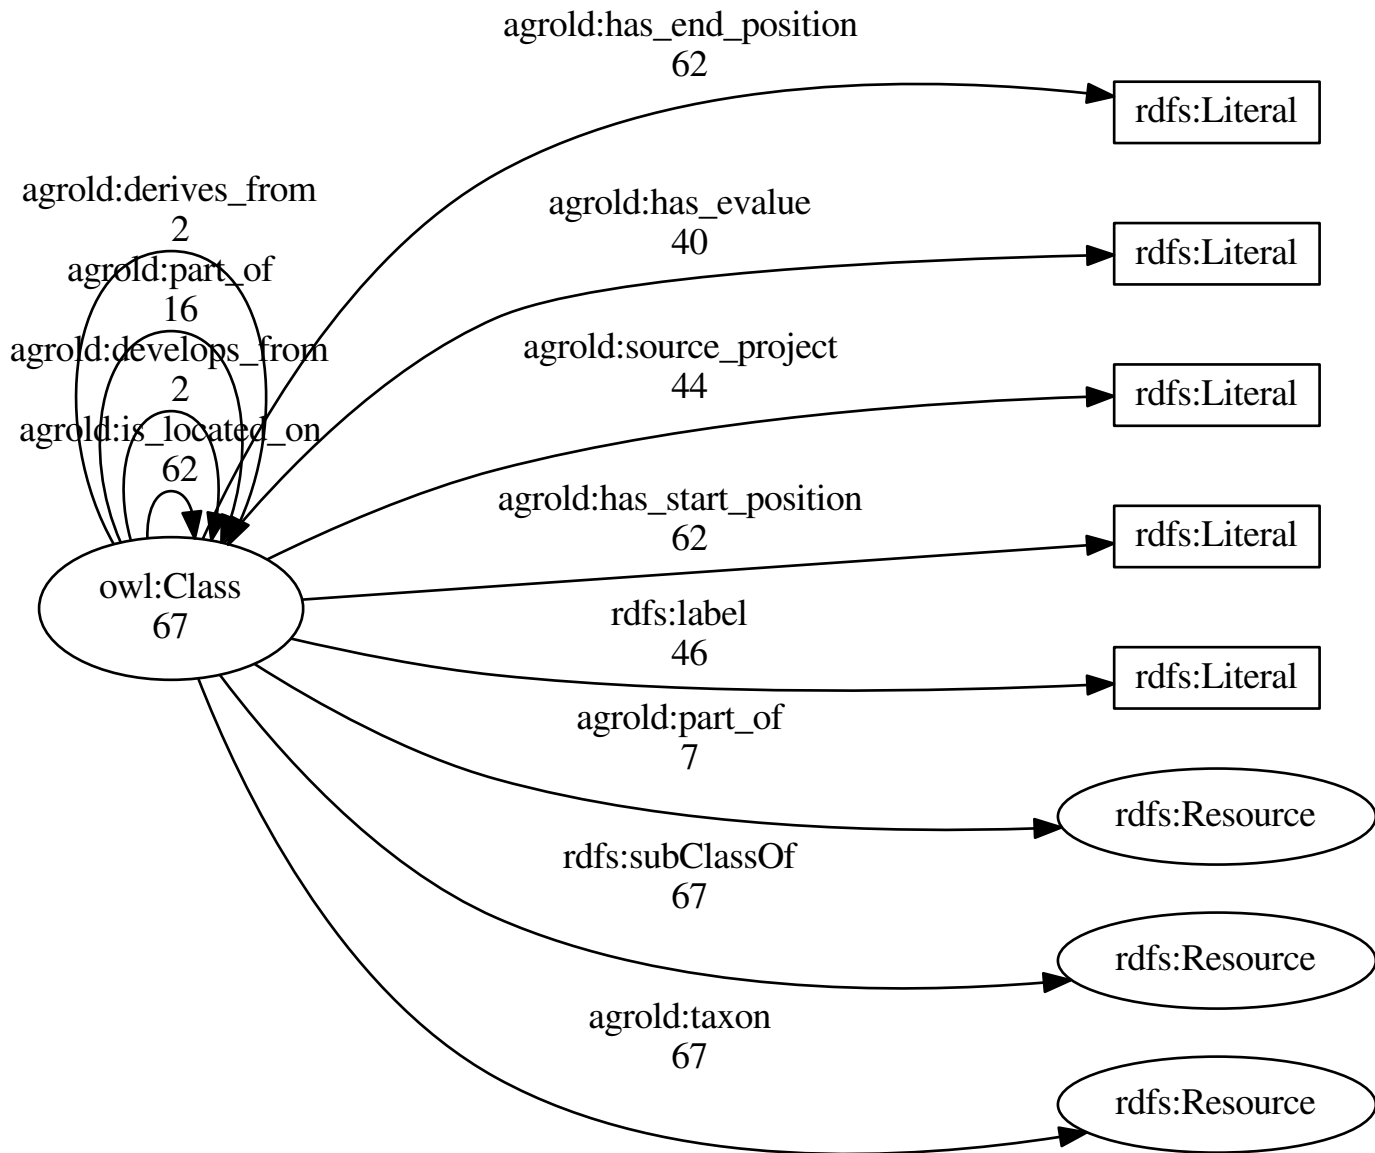 agrold:has_end_position
62
rdfs:Literal
agrold:derives_from
2
agrold:has_evalue
40
rdfs:Literal
agrold:part_of
16
agrold:develops_from
2
agrold:source_project
44
rdfs:Literal
agrold:is_located_on
62
agrold:has_start_position
62
rdfs:Literal
owl:Class
67
rdfs:label
46
rdfs:Literal
agrold:part_of
7
rdfs:Resource
rdfs:subClassOf
67
rdfs:Resource
agrold:taxon
67
rdfs:Resource